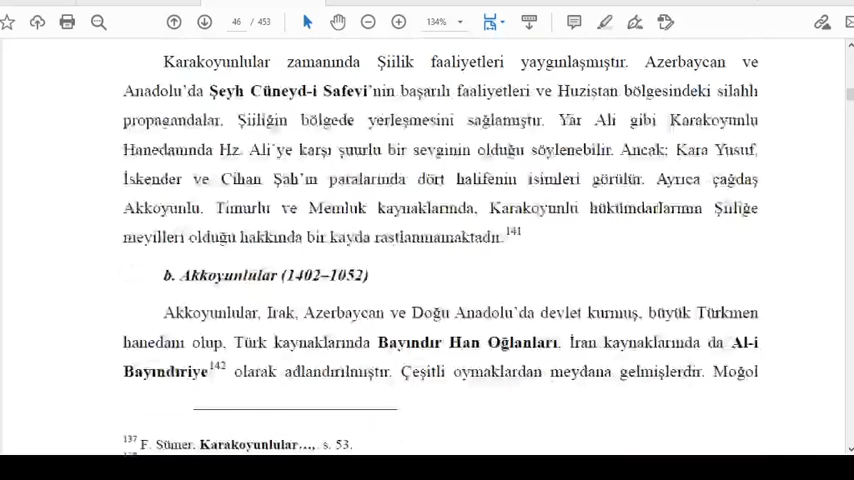 46 / 453
134%
Karakoyunlular zamanında Şiilik faaliyetleri yaygınlaşmıştır. Azerbaycan ve
Anadolu’da Şeyh Cüneyd-i Safevi’nin başarılı faaliyetleri ve Huzistan bölgesindeki silahlı
propagandalar, Şiiliğin bölgede yerleşmesini sağlamıştır. Yar Ali gibi Karakoyunlu
Hanedanında Hz. Ali’ye karşı şuurlu bir sevginin olduğu söylenebilir. Ancak; Kara Yusuf,
İskender ve Cihan Şah’ın paralarında dört halifenin isimleri görülür. Ayrıca çağdaş
Akkoyunlu, Timurlu ve Memluk kaynaklarında, Karakoyunlu hükümdarlarının Şiiliğe
meyilleri olduğu hakkında bir kayda rastlanmamaktadır.141
b. Akkoyunlular (1402–1052)
Akkoyunlular, Irak, Azerbaycan ve Doğu Anadolu’da devlet kurmuş, büyük Türkmen
hanedanı olup, Türk kaynaklarında Bayındır Han Oğlanları, İran kaynaklarında da Al-i
Bayındıriye142 olarak adlandırılmıştır. Çeşitli oymaklardan meydana gelmişlerdir. Moğol
137 F. Sümer, Karakoyunlular…, s. 53.